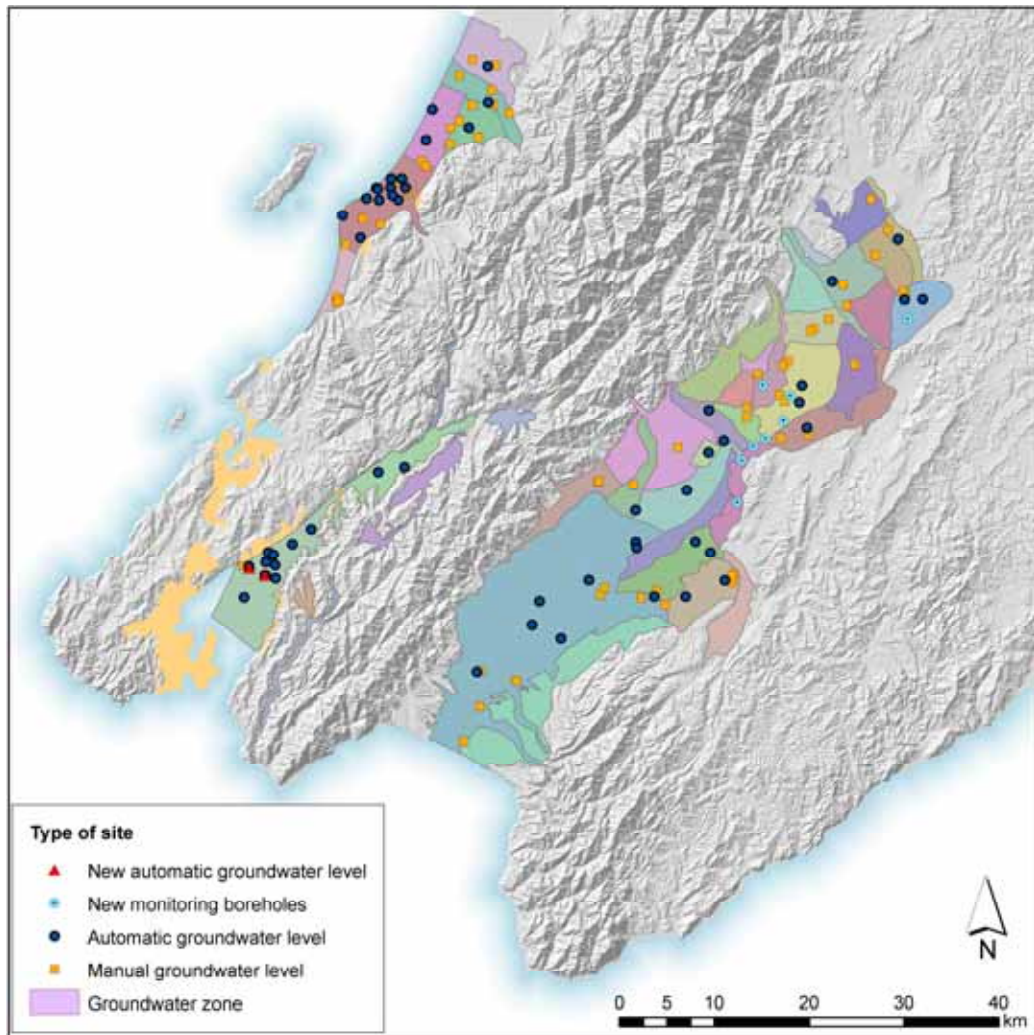 Type of site
New automatic groundwater level
New monitoring boreholes
Automatic groundwater level
Manual groundwater level
Groundwater zone
N
0 5 10 20 30 40
km